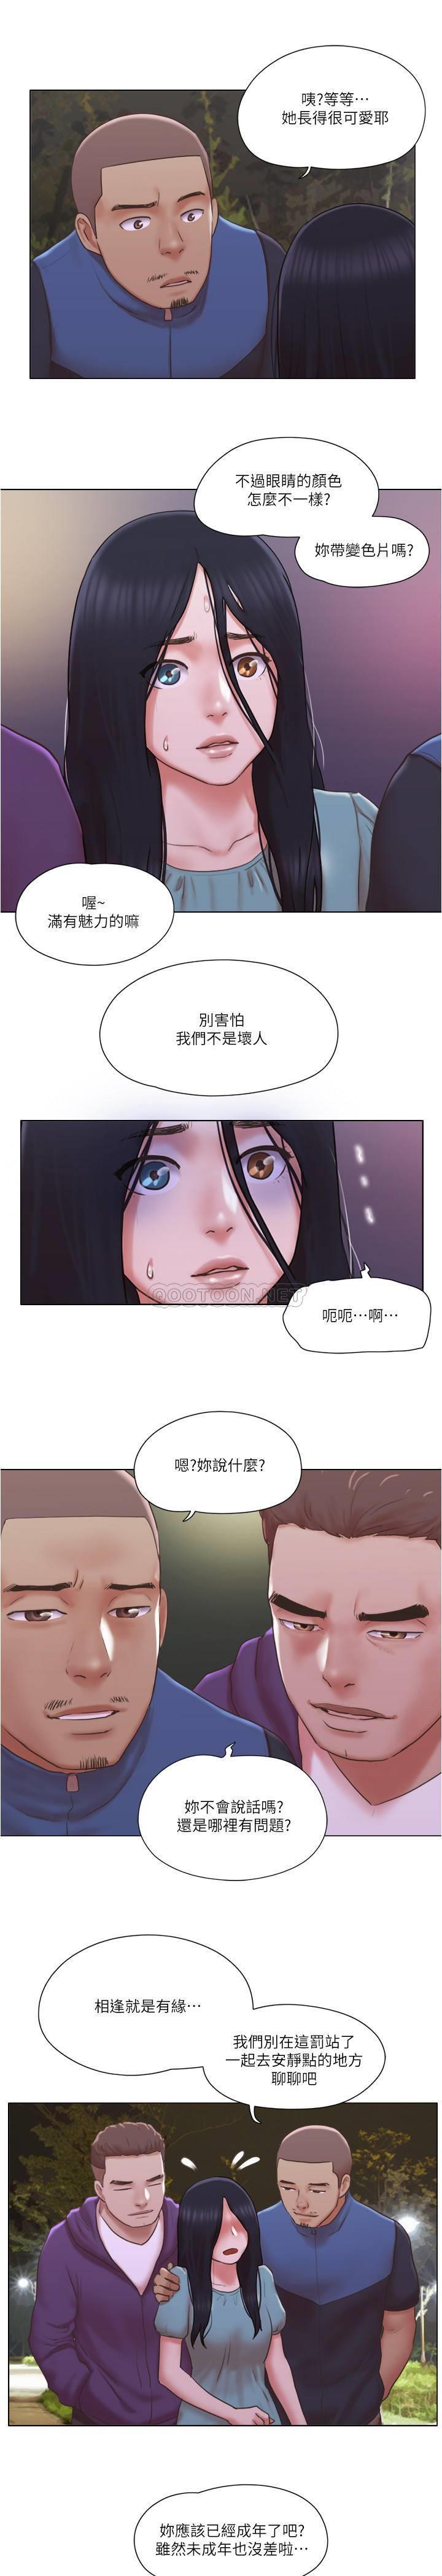 咦?等等⋯
她長得很可愛耶
不過眼睛的顏色
怎麼不一樣?
妳帶變色片嗎?
喔~
滿有魅力的嘛
別害怕
我們不是壞人
QOOTOON.NET
呃呃⋯啊⋯
嗯?妳說什麼?
妳不會說話嗎?
還是哪裡有問題?
相逢就是有緣⋯
我們別在這罰站了
一起去安靜點的地方
聊聊吧
妳應該已經成年了吧?
雖然未成年也沒差啦⋯